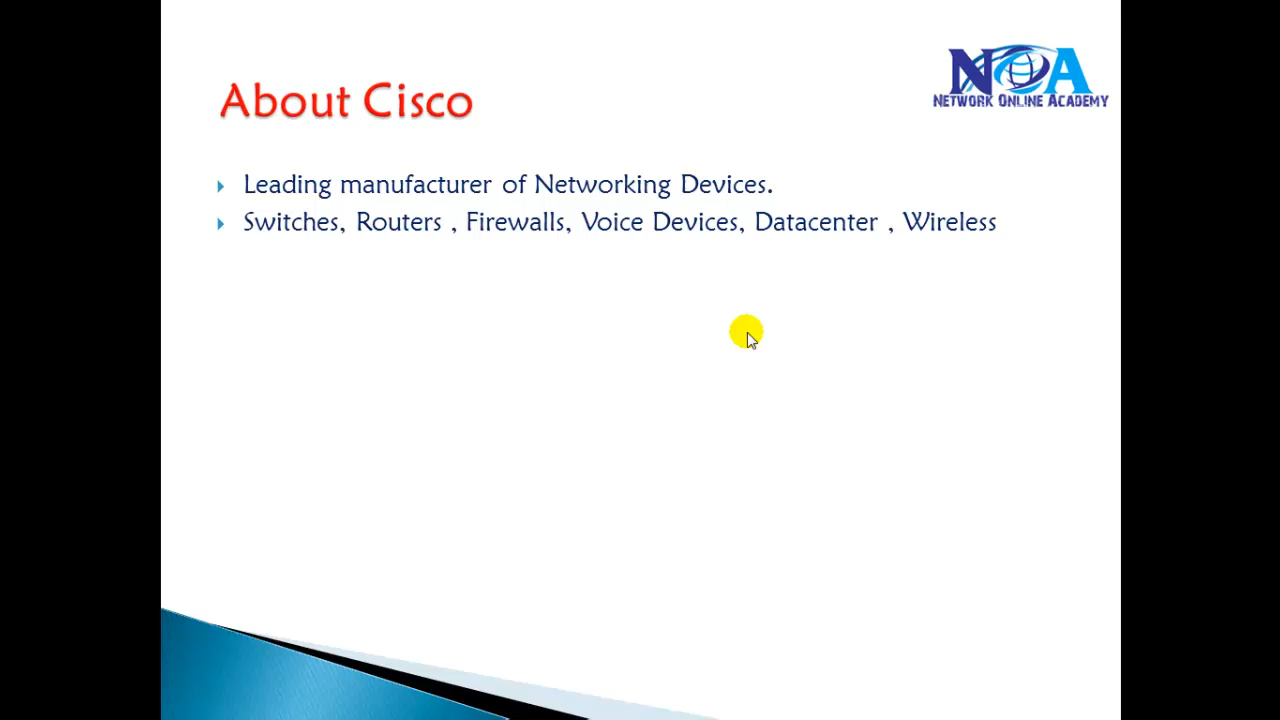 NOA
NETWORK ONLINE ACADEMY
About Cisco
Leading manufacturer of Networking Devices.
Switches, Routers , Firewalls, Voice Devices, Datacenter , Wireless